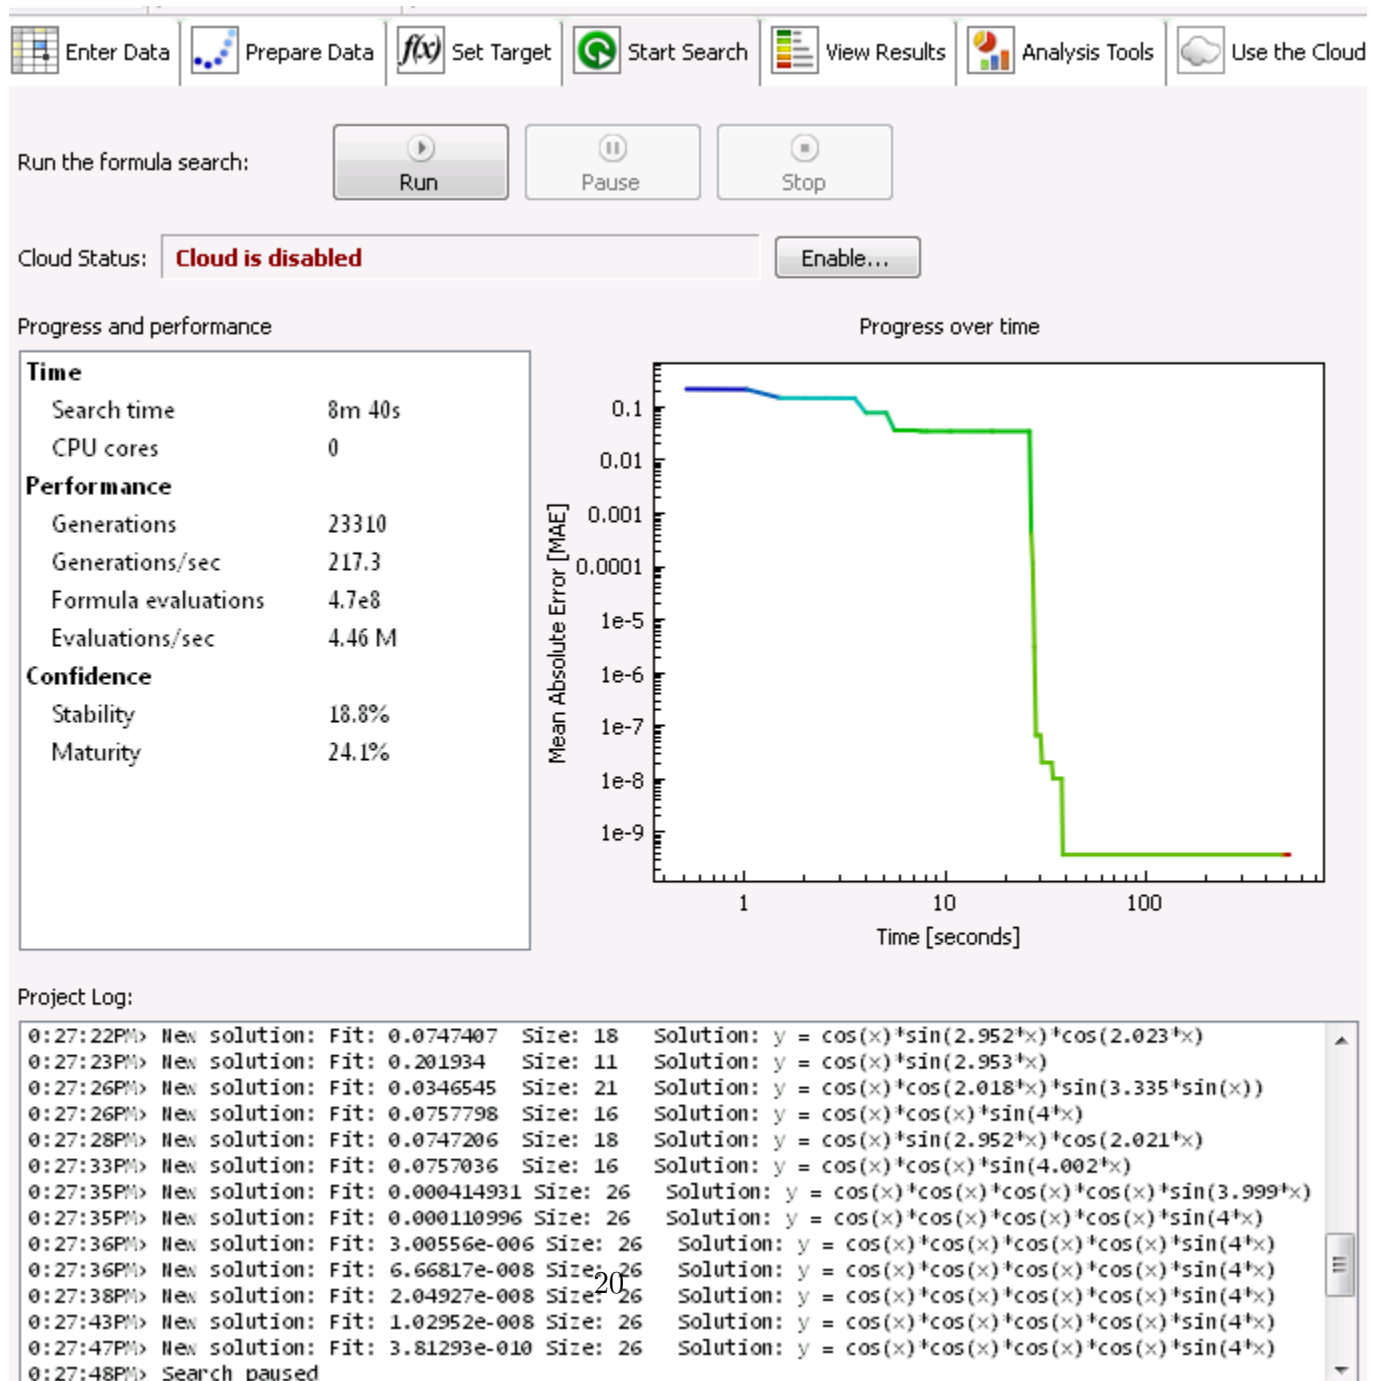 Enter Data Prepare Data f(x) Set Target Start Search View Results Analysis Tools Use the Cloud
Run the formula search: Run Pause Stop
Cloud Status: Cloud is disabled Enable...
Progress and performance
Time
Search time 8m 40s
CPU cores 0
Performance
Generations 23310
Generations/sec 217.3
Formula evaluations 4.7e8
Evaluations/sec 4.46 M
Confidence
Stability 18.8%
Maturity 24.1%
Progress over time
Mean Absolute Error [MAE]
0.1
0.01
0.001
0.0001
1e-5
1e-6
1e-7
1e-8
1e-9
1 10 100
Time [seconds]
Project Log:
0:27:22PM> New solution: Fit: 0.0747407 Size: 18 Solution: y = cos(x)*sin(2.952*x)*cos(2.023*x)
0:27:23PM> New solution: Fit: 0.201934 Size: 11 Solution: y = cos(x)*sin(2.953*x)
0:27:26PM> New solution: Fit: 0.0346545 Size: 21 Solution: y = cos(x)*cos(2.018*x)*sin(3.335*sin(x))
0:27:26PM> New solution: Fit: 0.0757798 Size: 16 Solution: y = cos(x)*cos(x)*sin(4*x)
0:27:28PM> New solution: Fit: 0.0747206 Size: 18 Solution: y = cos(x)*sin(2.952*x)*cos(2.021*x)
0:27:33PM> New solution: Fit: 0.0757036 Size: 16 Solution: y = cos(x)*cos(x)*sin(4.002*x)
0:27:35PM> New solution: Fit: 0.000414931 Size: 26 Solution: y = cos(x)*cos(x)*cos(x)*cos(x)*sin(3.999*x)
0:27:35PM> New solution: Fit: 0.000110996 Size: 26 Solution: y = cos(x)*cos(x)*cos(x)*cos(x)*sin(4*x)
0:27:36PM> New solution: Fit: 3.00556e-006 Size: 26 Solution: y = cos(x)*cos(x)*cos(x)*cos(x)*sin(4*x)
0:27:36PM> New solution: Fit: 6.66817e-008 Size: 26 Solution: y = cos(x)*cos(x)*cos(x)*cos(x)*sin(4*x)
20
0:27:38PM> New solution: Fit: 2.04927e-008 Size: 26 Solution: y = cos(x)*cos(x)*cos(x)*cos(x)*sin(4*x)
0:27:43PM> New solution: Fit: 1.02952e-008 Size: 26 Solution: y = cos(x)*cos(x)*cos(x)*cos(x)*sin(4*x)
0:27:47PM> New solution: Fit: 3.81293e-010 Size: 26 Solution: y = cos(x)*cos(x)*cos(x)*cos(x)*sin(4*x)
0:27:48PM> Search paused